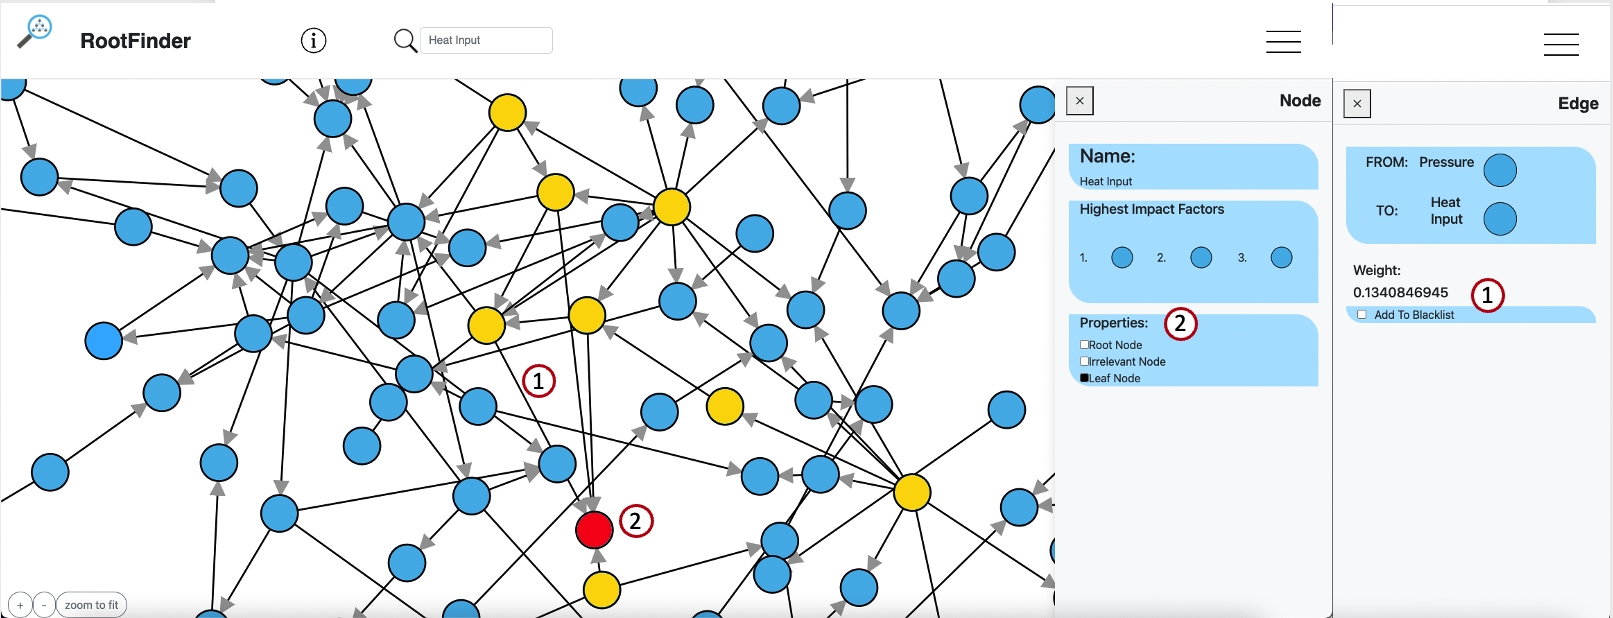 RootFinder
i
Heat Input
× Node
Name:
Heat Input
Highest Impact Factors
1. 2. 3.
Properties: 2
Root Node
Irrelevant Node
Leaf Node
× Edge
FROM: Pressure
TO: Heat
Input
Weight:
0.1340846945
1
Add To Blacklist
1
2
+ - zoom to fit